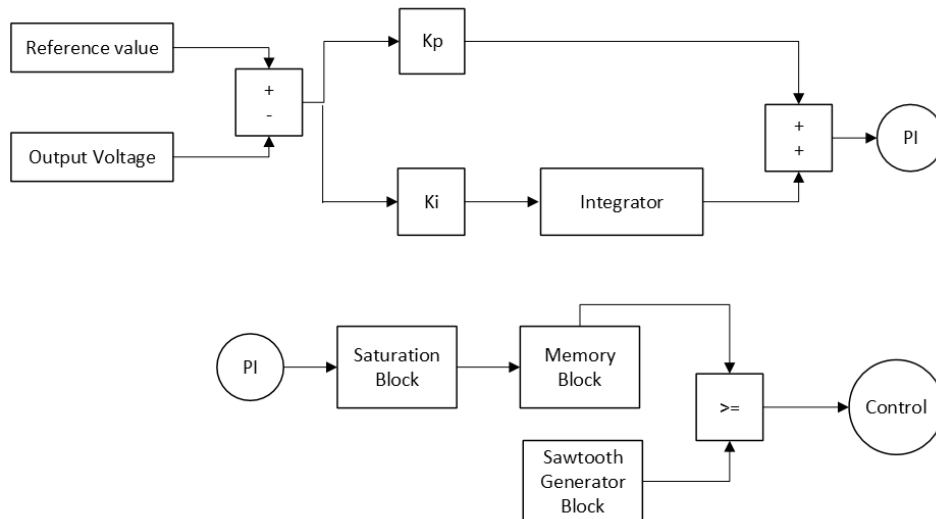 Reference value
Output Voltage
+
-
Kp
Ki
Integrator
+
+
PI
PI
Saturation
Block
Memory
Block
Sawtooth
Generator
Block
>=
Control